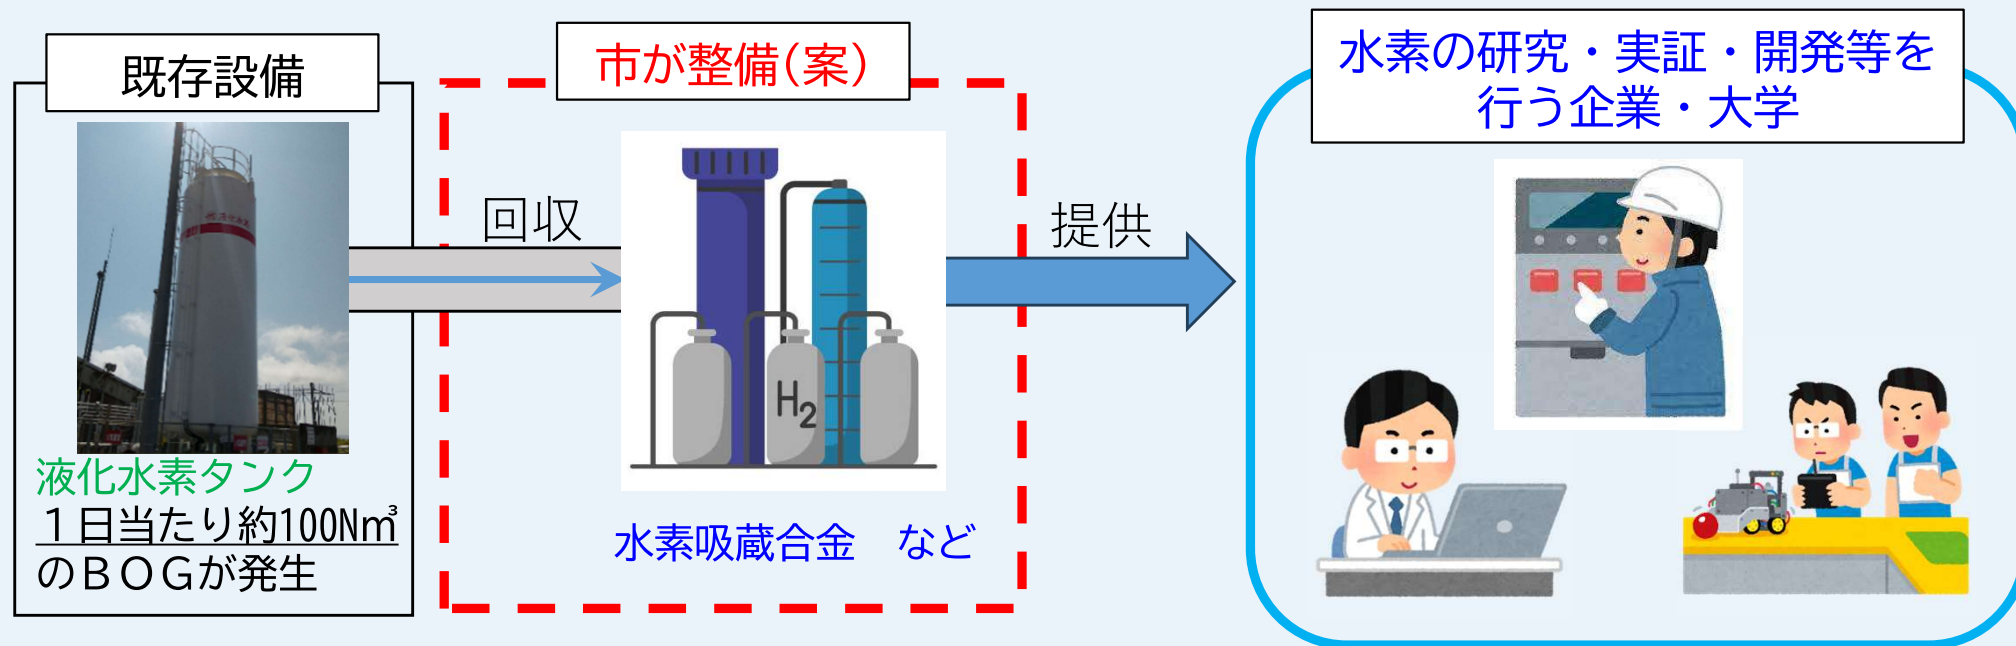 既存設備
液化水素タンク
１日当たり約100Nm³
のＢＯＧが発生
市が整備(案)
回収
H₂
水素吸蔵合金　など
提供
水素の研究・実証・開発等を
行う企業・大学